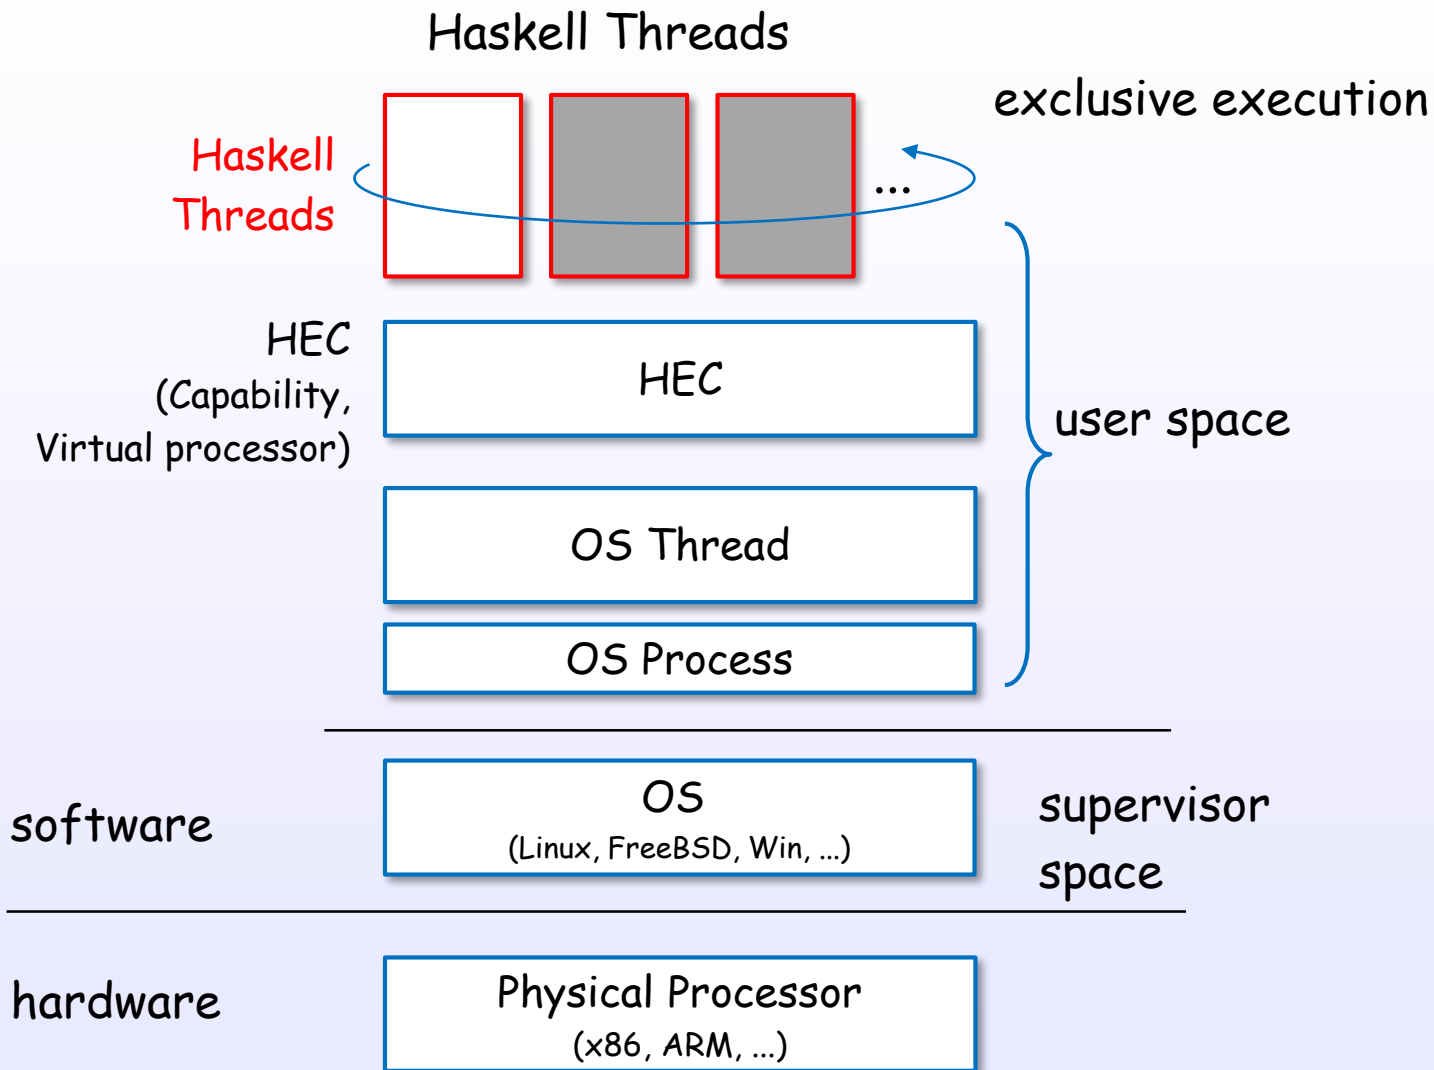 Haskell Threads
exclusive execution
Haskell
Threads
...
HEC
(Capability,
Virtual processor)
HEC
user space
OS Thread
OS Process
software
OS
(Linux, FreeBSD, Win, ...)
supervisor
space
hardware
Physical Processor
(x86, ARM, ...)